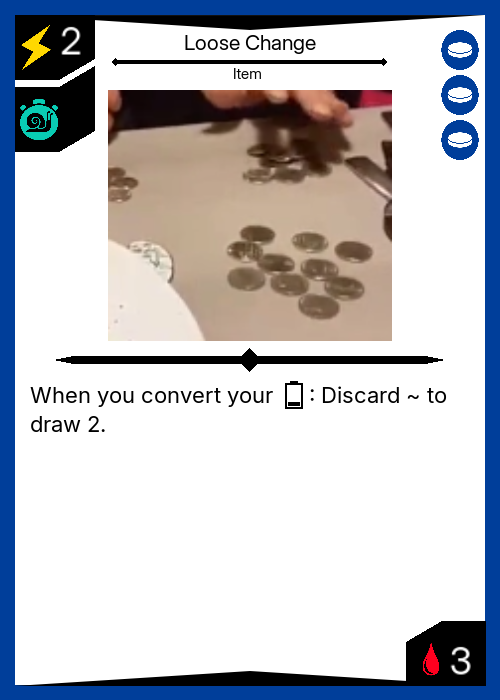 2
Loose Change
Item
When you convert your : Discard ~ to
draw 2.
3